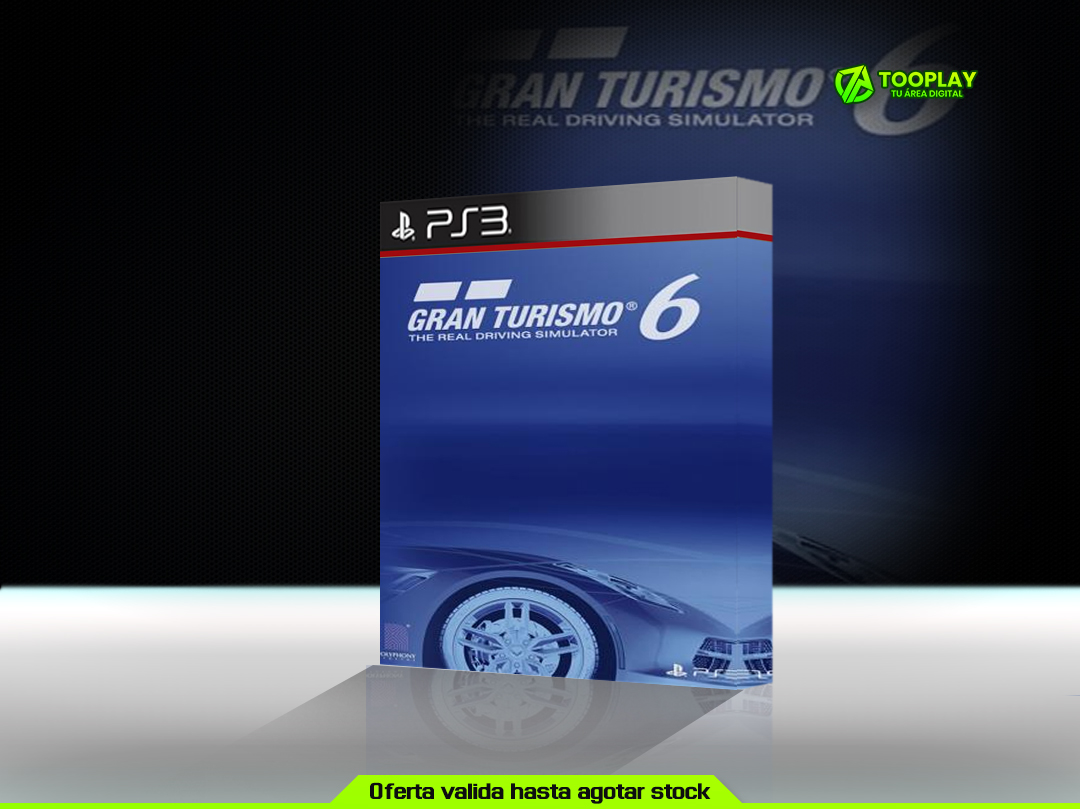 GRAN TURISMO 6
THE REAL DRIVING SIMULATOR
TOOPLAY
TU ÁREA DIGITAL
PS3
GRAN TURISMO® 6
THE REAL DRIVING SIMULATOR
Oferta valida hasta agotar stock